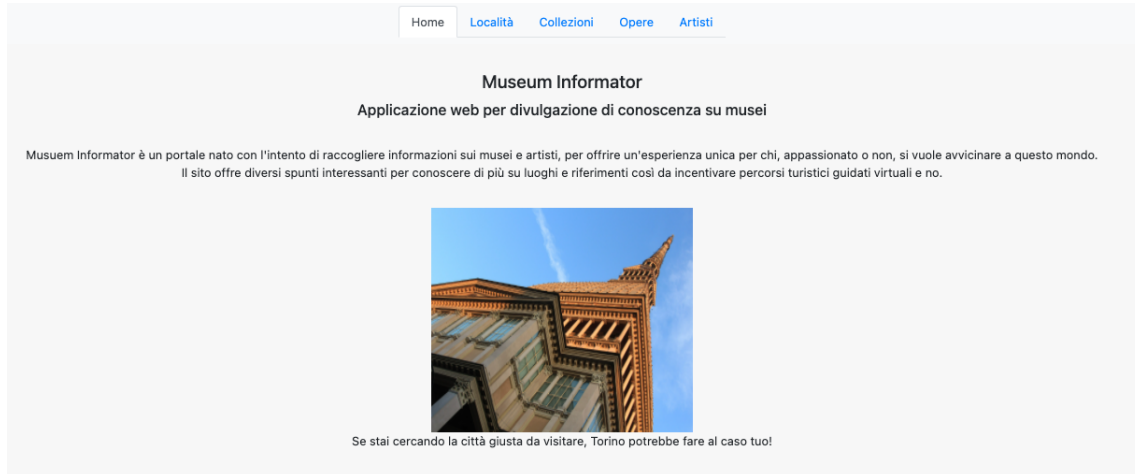 Home Località Collezioni Opere Artisti
Museum Informator
Applicazione web per divulgazione di conoscenza su musei
Musuem Informator è un portale nato con l'intento di raccogliere informazioni sui musei e artisti, per offrire un'esperienza unica per chi, appassionato o non, si vuole avvicinare a questo mondo.
Il sito offre diversi spunti interessanti per conoscere di più su luoghi e riferimenti così da incentivare percorsi turistici guidati virtuali e no.
Se stai cercando la città giusta da visitare, Torino potrebbe fare al caso tuo!